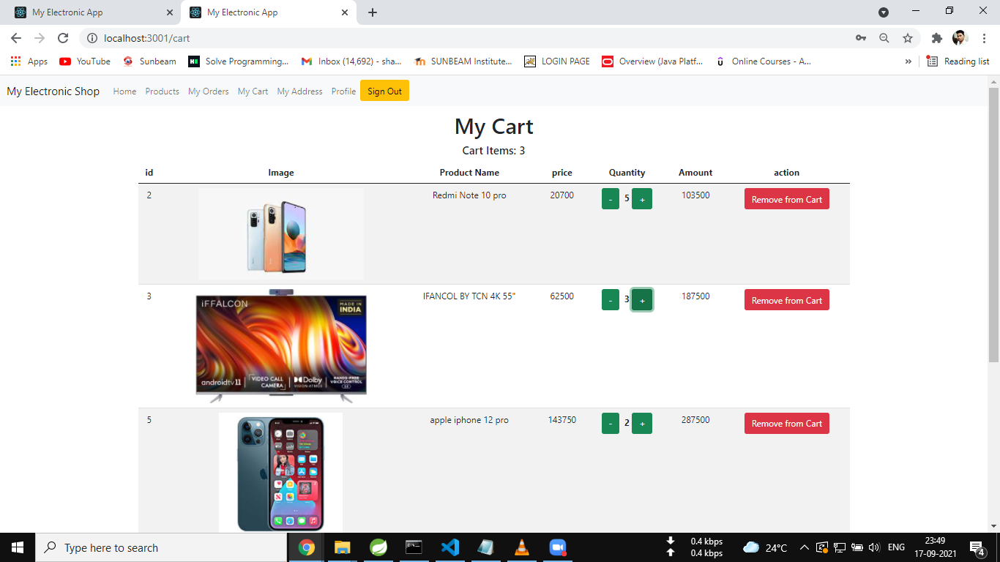 My Electronic App
My Electronic App
localhost:3001/cart
Apps YouTube Sunbeam Solve Programming... Inbox (14,692) - sha... SUNBEAM Institute... LOGIN PAGE Overview (Java Platf... Online Courses - A... » Reading list
My Electronic Shop Home Products My Orders My Cart My Address Profile Sign Out
My Cart
Cart Items: 3
id Image Product Name price Quantity Amount action
2 Redmi Note 10 pro 20700 - 5 + 103500 Remove from Cart
3 IFANCOL BY TCN 4K 55" 62500 - 3 + 187500 Remove from Cart
iFFALCON MADE IN INDIA
androidtv 11 VIDEO CALL CAMERA Dolby VISION·ATMOS HANDS-FREE VOICE CONTROL
5 apple iphone 12 pro 143750 - 2 + 287500 Remove from Cart
Type here to search
0.4 kbps
0.4 kbps
24°C
ENG
23:49
17-09-2021
4